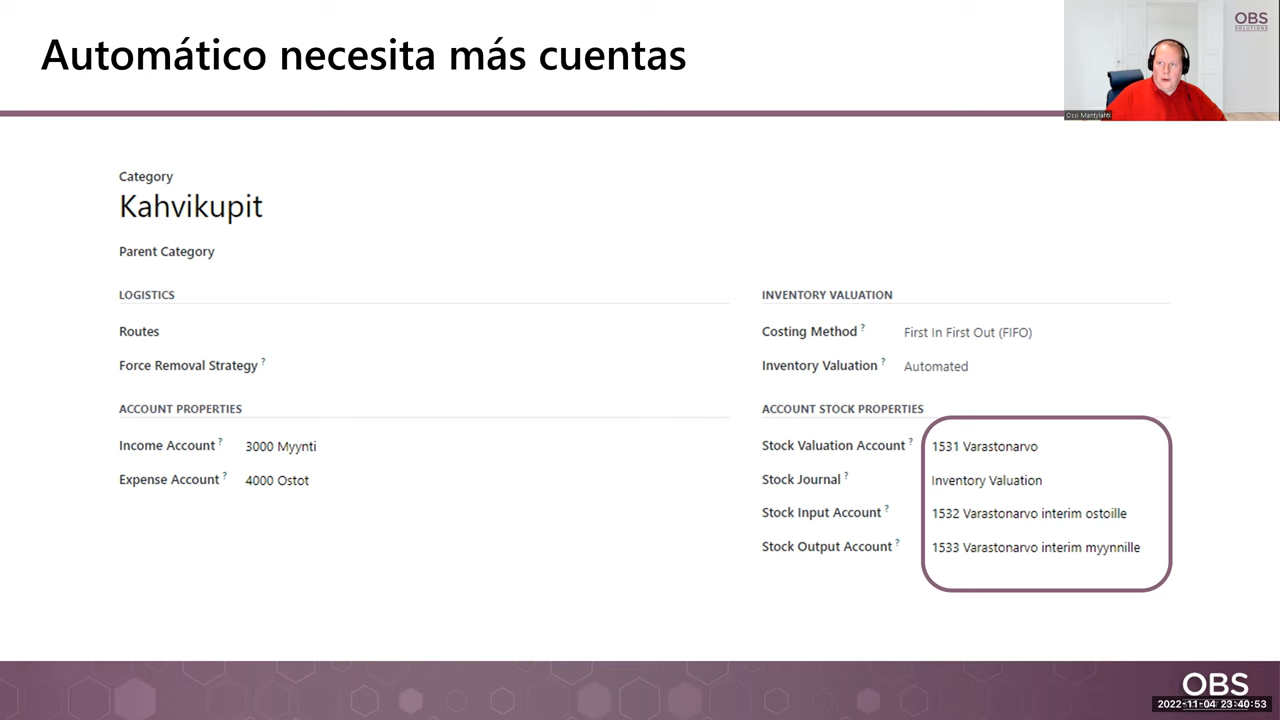 Automático necesita más cuentas
OBS
SOLUTIONS
Ossi Mäntylahti
Category
Kahvikupit
Parent Category
LOGISTICS
INVENTORY VALUATION
Routes
Costing Method ? First In First Out (FIFO)
Force Removal Strategy ?
Inventory Valuation ? Automated
ACCOUNT PROPERTIES
ACCOUNT STOCK PROPERTIES
Income Account ? 3000 Myynti
Stock Valuation Account ? 1531 Varastonarvo
Expense Account ? 4000 Ostot
Stock Journal ? Inventory Valuation
Stock Input Account ? 1532 Varastonarvo interim ostoille
Stock Output Account ? 1533 Varastonarvo interim myynnille
OBS
2022-11-04 23:40:53